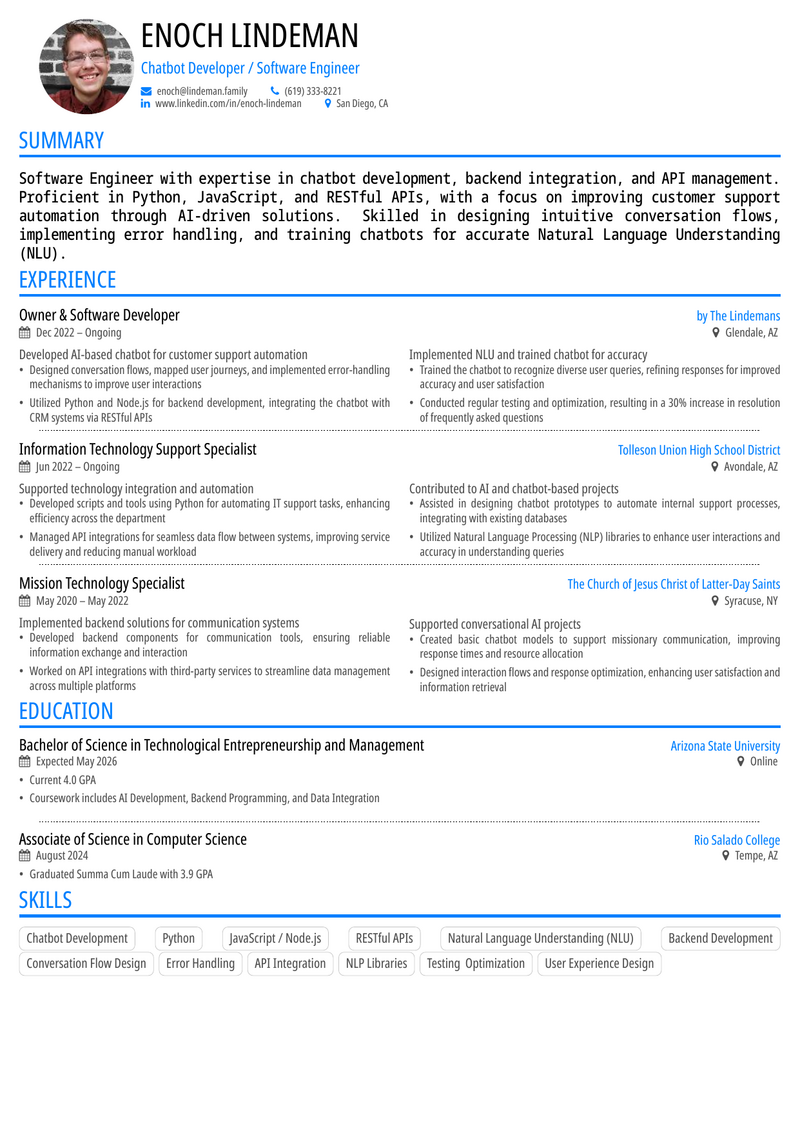 ENOCH LINDEMAN
Chatbot Developer / Software Engineer
enoch@lindeman.family (619) 333-8221
www.linkedin.com/in/enoch-lindeman San Diego, CA
SUMMARY
Software Engineer with expertise in chatbot development, backend integration, and API management.
Proficient in Python, JavaScript, and RESTful APIs, with a focus on improving customer support
automation through AI-driven solutions. Skilled in designing intuitive conversation flows,
implementing error handling, and training chatbots for accurate Natural Language Understanding
(NLU).
EXPERIENCE
Owner & Software Developer by The Lindemans
Dec 2022 – Ongoing Glendale, AZ
Developed AI-based chatbot for customer support automation
• Designed conversation flows, mapped user journeys, and implemented error-handling
mechanisms to improve user interactions
• Utilized Python and Node.js for backend development, integrating the chatbot with
CRM systems via RESTful APIs
Implemented NLU and trained chatbot for accuracy
• Trained the chatbot to recognize diverse user queries, refining responses for improved
accuracy and user satisfaction
• Conducted regular testing and optimization, resulting in a 30% increase in resolution
of frequently asked questions
Information Technology Support Specialist Tolleson Union High School District
Jun 2022 – Ongoing Avondale, AZ
Supported technology integration and automation
• Developed scripts and tools using Python for automating IT support tasks, enhancing
efficiency across the department
• Managed API integrations for seamless data flow between systems, improving service
delivery and reducing manual workload
Contributed to AI and chatbot-based projects
• Assisted in designing chatbot prototypes to automate internal support processes,
integrating with existing databases
• Utilized Natural Language Processing (NLP) libraries to enhance user interactions and
accuracy in understanding queries
Mission Technology Specialist The Church of Jesus Christ of Latter-Day Saints
May 2020 – May 2022 Syracuse, NY
Implemented backend solutions for communication systems
• Developed backend components for communication tools, ensuring reliable
information exchange and interaction
• Worked on API integrations with third-party services to streamline data management
across multiple platforms
Supported conversational AI projects
• Created basic chatbot models to support missionary communication, improving
response times and resource allocation
• Designed interaction flows and response optimization, enhancing user satisfaction and
information retrieval
EDUCATION
Bachelor of Science in Technological Entrepreneurship and Management Arizona State University
Expected May 2026 Online
• Current 4.0 GPA
• Coursework includes AI Development, Backend Programming, and Data Integration
Associate of Science in Computer Science Rio Salado College
August 2024 Tempe, AZ
• Graduated Summa Cum Laude with 3.9 GPA
SKILLS
Chatbot Development Python JavaScript / Node.js RESTful APIs Natural Language Understanding (NLU) Backend Development
Conversation Flow Design Error Handling API Integration NLP Libraries Testing Optimization User Experience Design